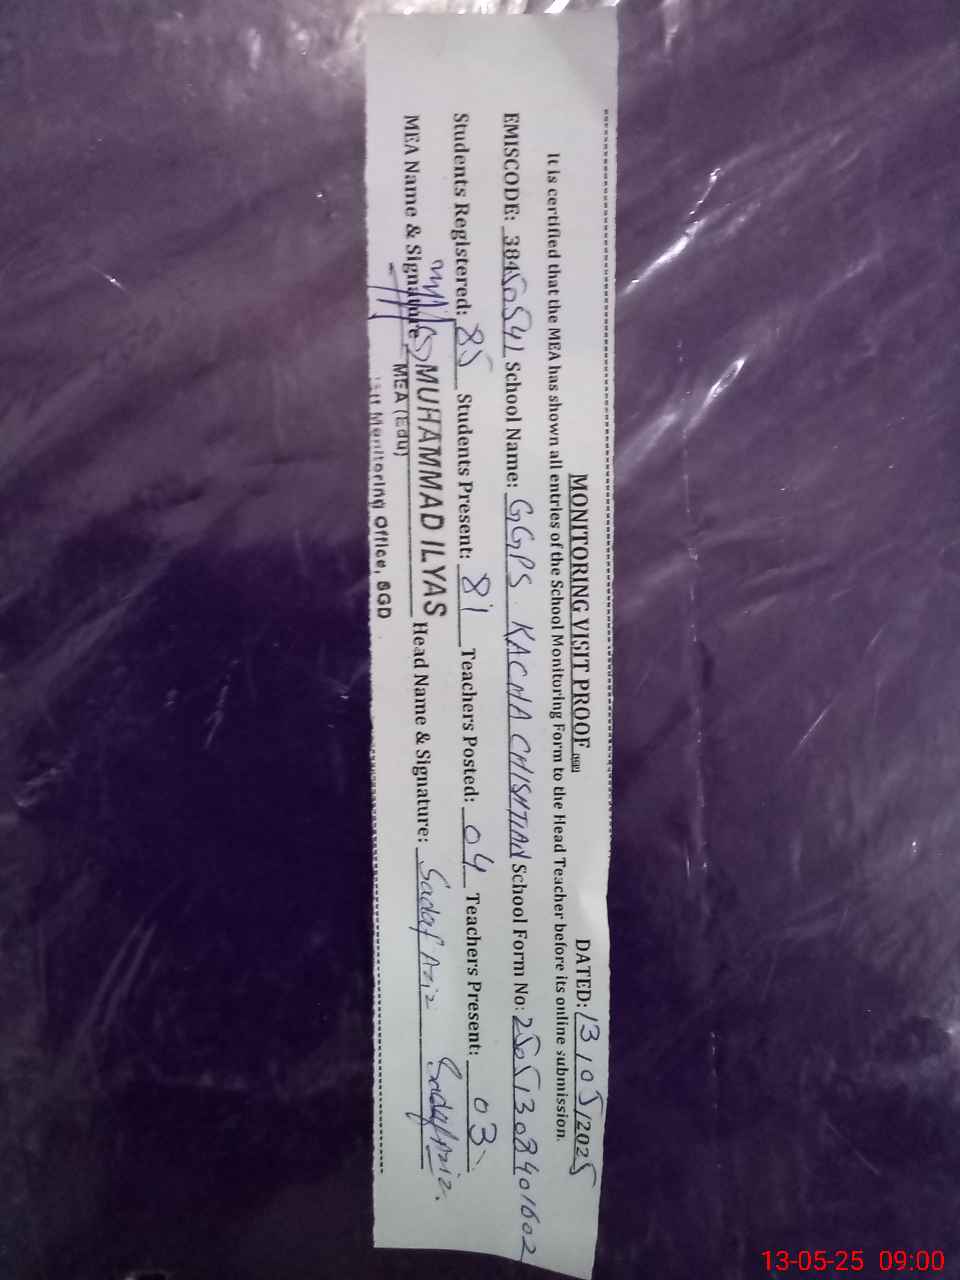 MONITORING VISIT PROOF (SGD) DATED: 13/05/2025
It is certified that the MEA has shown all entries of the School Monitoring Form to the Head Teacher before its online submission.
EMISCODE: 38450541 School Name: GGPS KACHA CHISHTIAN School Form No: 25051308401602
Students Registered: 85 Students Present: 81 Teachers Posted: 04 Teachers Present: 03
MEA Name & Signature MUHAMMAD ILYAS Head Name & Signature: Sadaf Aziz Sadaf Aziz.
MEA (Edu)
Monitoring Office, SGD
13-05-25 09:00